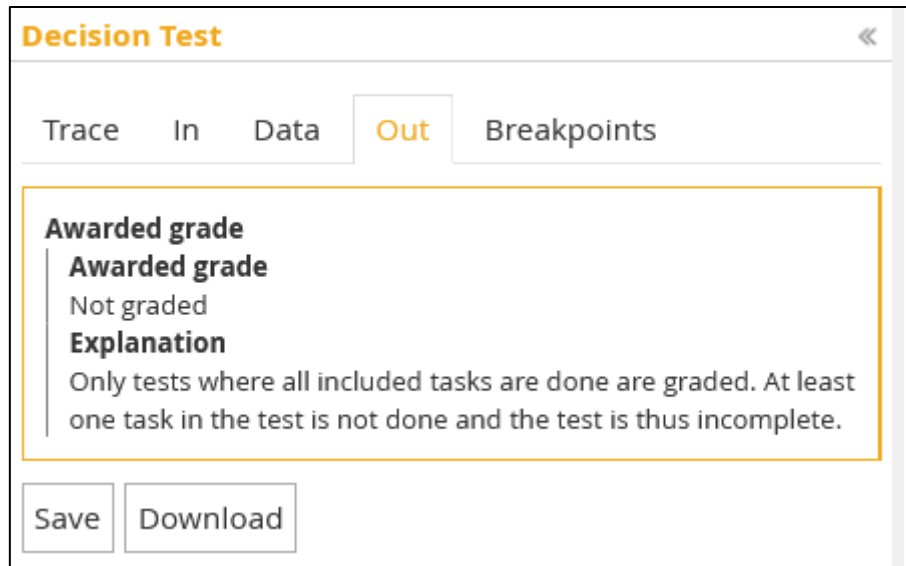 Decision Test «
Trace In Data Out Breakpoints
Awarded grade
Awarded grade
Not graded
Explanation
Only tests where all included tasks are done are graded. At least
one task in the test is not done and the test is thus incomplete.
Save Download